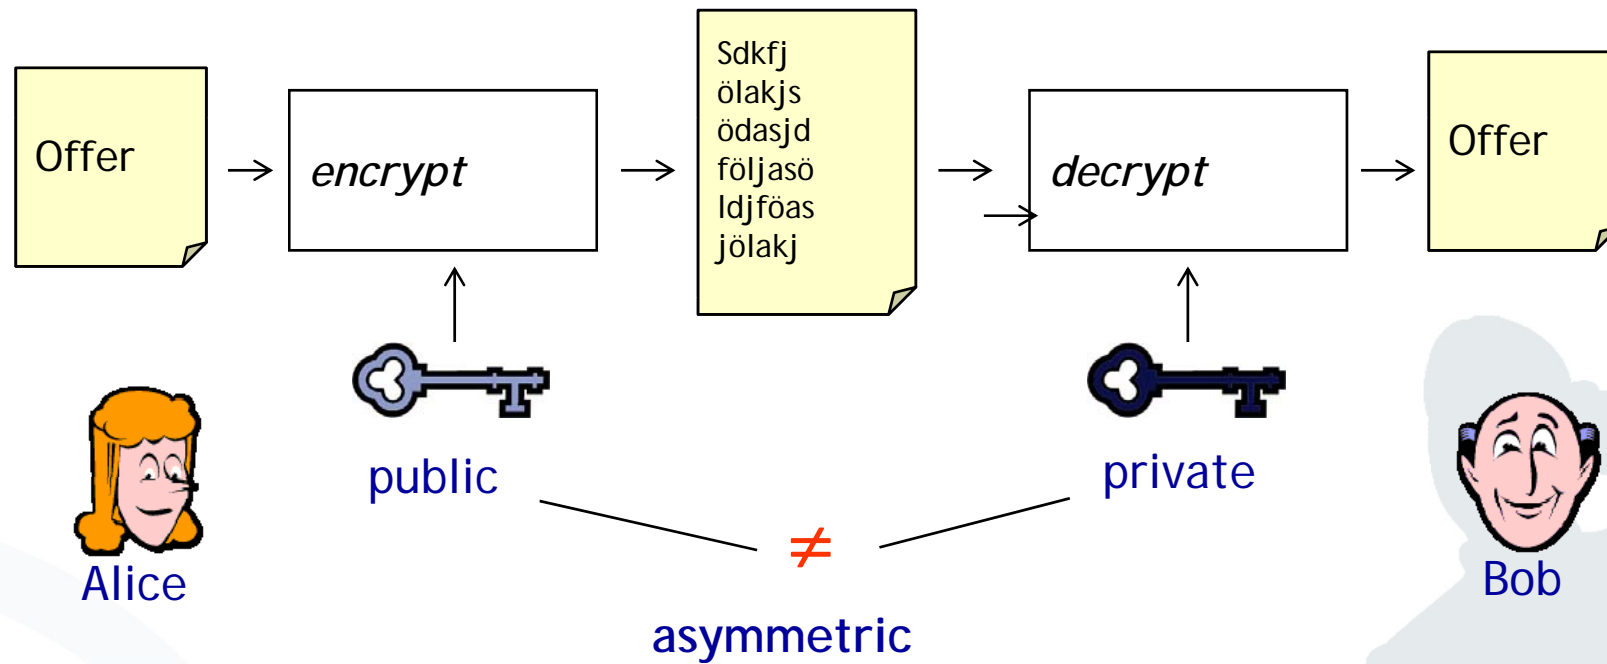 Offer
encrypt
Sdkfj
ölakjs
ödasjd
följasö
ldjföas
jölakj
decrypt
Offer
public
private
≠
Alice
Bob
asymmetric